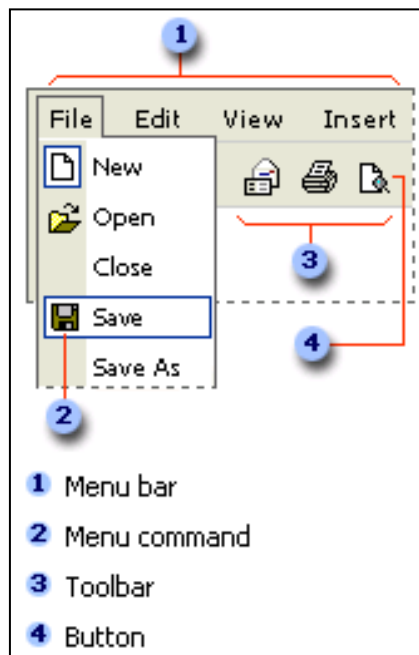 1
File Edit View Insert
New
Open
3
Close
Save
4
Save As
2
1 Menu bar
2 Menu command
3 Toolbar
4 Button